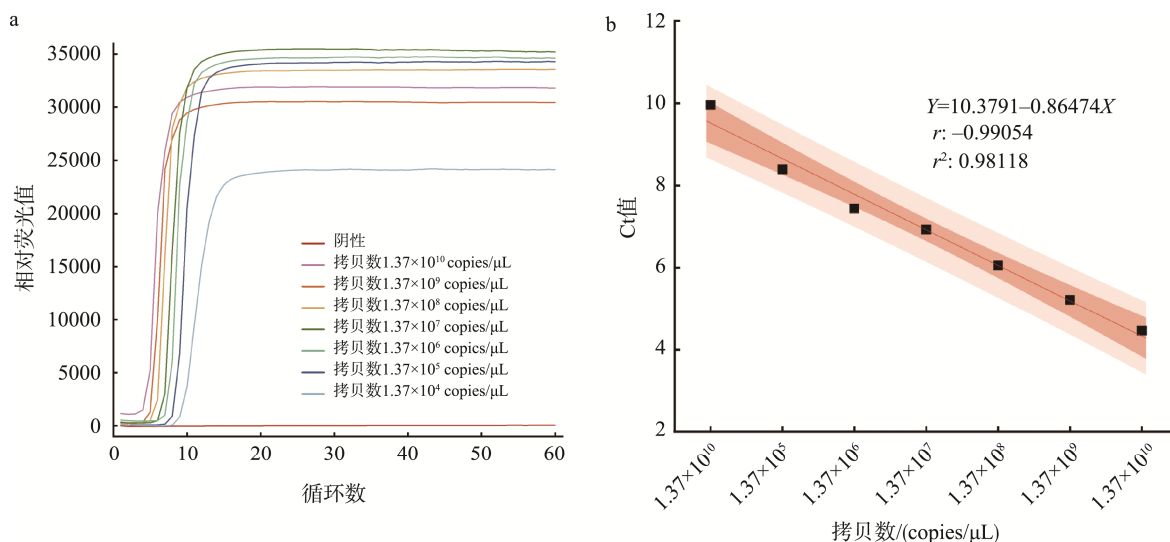 a
35000
30000
25000
20000
15000
10000
5000
0
相对荧光值
0
10
20
30
40
50
60
循环数
阴性
拷贝数1.37×10¹⁰ copies/μL
拷贝数1.37×10⁹ copies/μL
拷贝数1.37×10⁸ copies/μL
拷贝数1.37×10⁷ copies/μL
拷贝数1.37×10⁶ copics/μL
拷贝数1.37×10⁵ copies/μL
拷贝数1.37×10⁴ copies/μL
b
12
10
8
6
4
2
Ct值
Y=10.3791–0.86474X
r: –0.99054
r²: 0.98118
1.37×10¹⁰
1.37×10⁵
1.37×10⁶
1.37×10⁷
1.37×10⁸
1.37×10⁹
1.37×10¹⁰
拷贝数/(copies/μL)